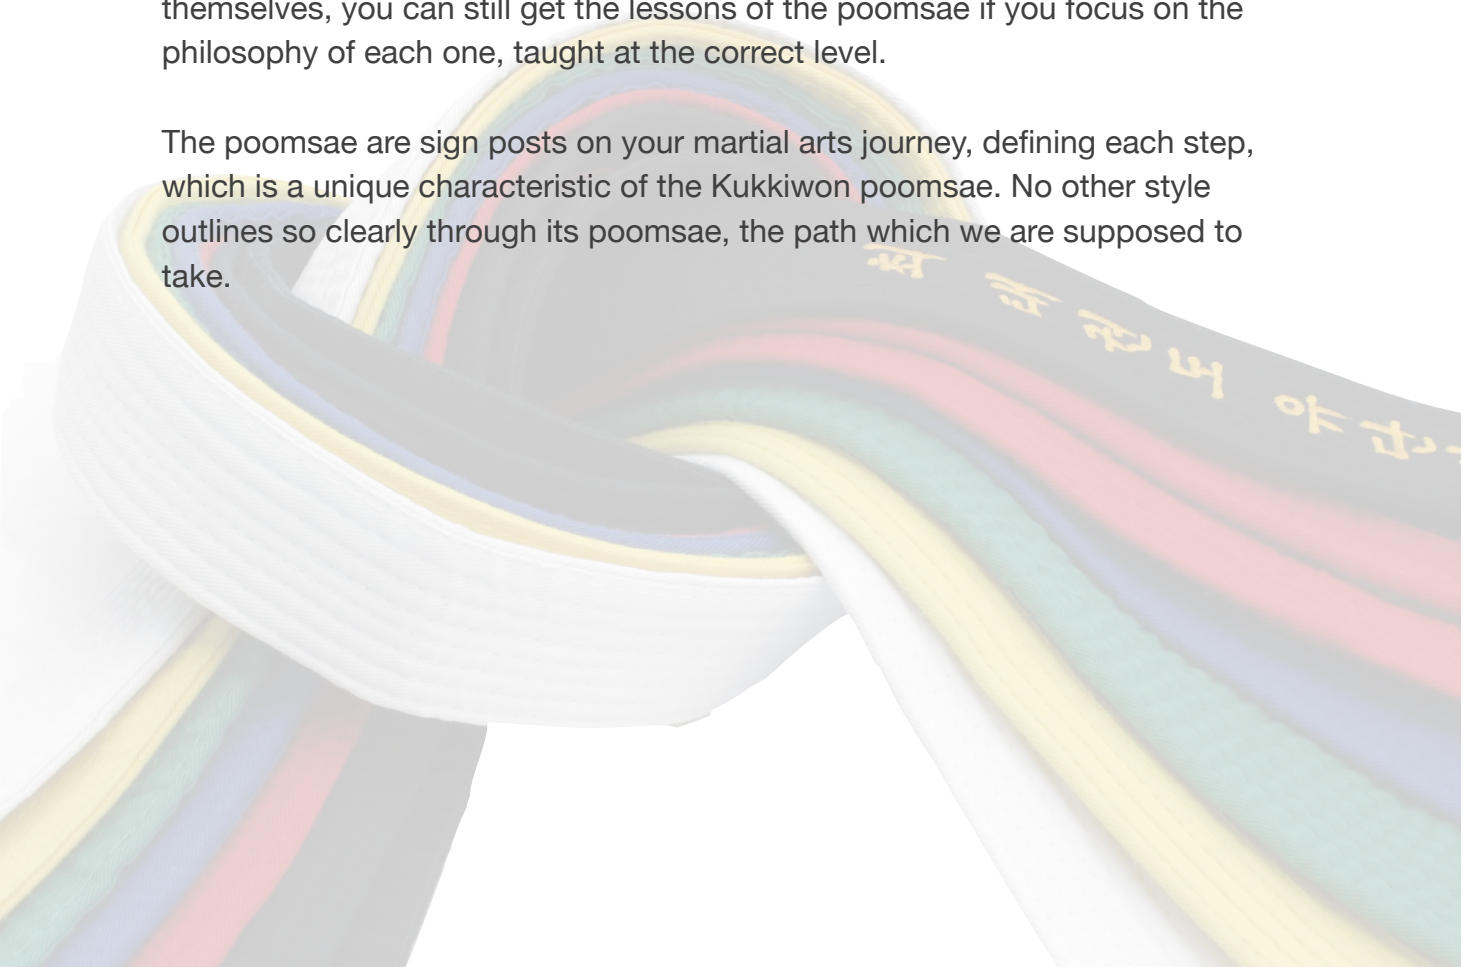 themselves, you can still get the lessons of the poomsae if you focus on the
philosophy of each one, taught at the correct level.
The poomsae are sign posts on your martial arts journey, defining each step,
which is a unique characteristic of the Kukkiwon poomsae. No other style
outlines so clearly through its poomsae, the path which we are supposed to
take.